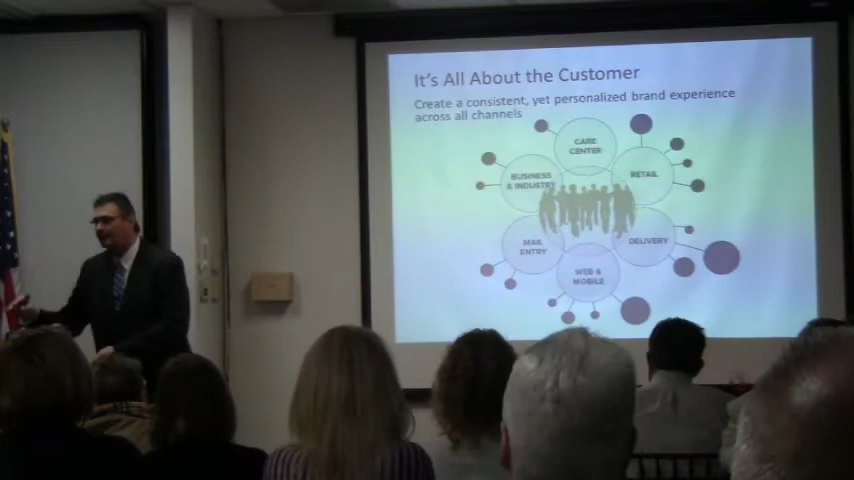 It's All About the Customer
Create a consistent, yet personalized brand experience
across all channels
CARE
CENTER
BUSINESS
& INDUSTRY
RETAIL
MAIL
ENTRY
DELIVERY
WEB &
MOBILE